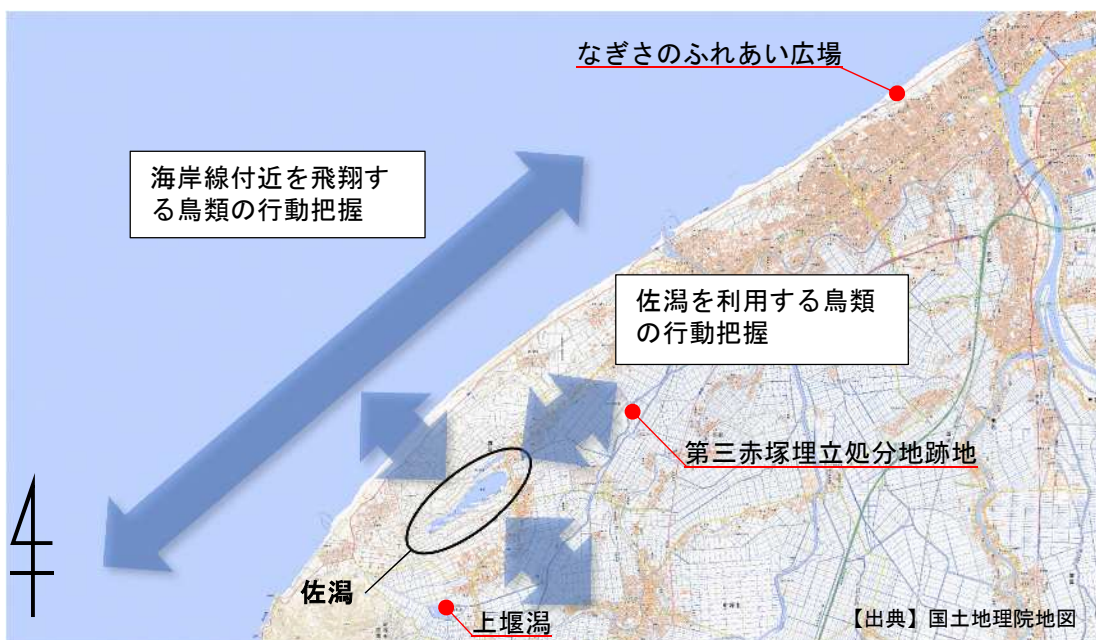 なぎさのふれあい広場
海岸線付近を飛翔す
る鳥類の行動把握
佐潟を利用する鳥類
の行動把握
第三赤塚埋立処分地跡地
佐潟
上堰潟
【出典】国土地理院地図